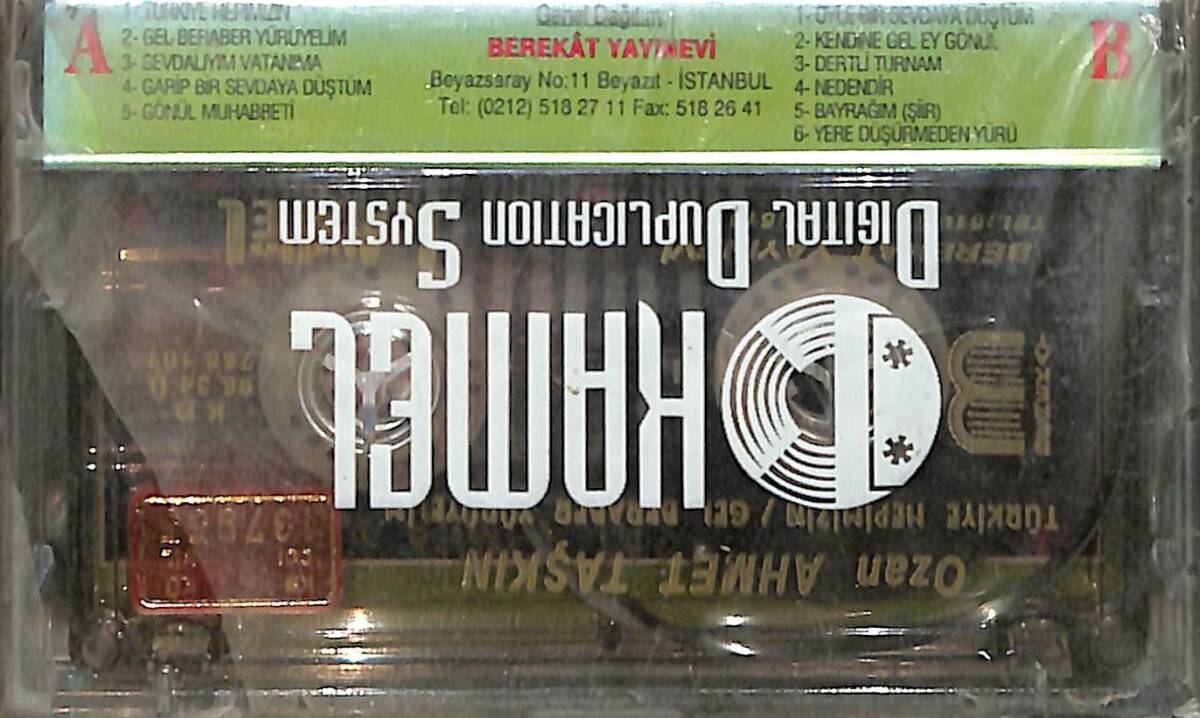 A
1- TÜRKİYE HEPİMİZİN
2- GEL BERABER YÜRÜYELİM
3- SEVDALIYIM VATANIMA
4- GARİP BİR SEVDAYA DÜŞTÜM
5- GÖNÜL MUHABBETİ
Genel Dağıtım
BEREKÂT YAYINEVİ
Beyazsaray No:11 Beyazıt - İSTANBUL
Tel: (0212) 518 27 11 Fax: 518 26 41
B
BİR SEVDAYA DÜŞTÜM
2- KENDİNE GEL EY GÖNÜL
3- DERTLİ TURNAM
4- NEDENDİR
5- BAYRAĞIM (ŞİİR)
6- YERE DÜŞÜRMEDEN YÜRÜ
DIGITAL DUPLICATION SYSTEM
KAMEL
TÜRKİYE HEPİMİZİN / GEL BERABER YÜRÜYELİM
Ozan AHMET TAŞKIN